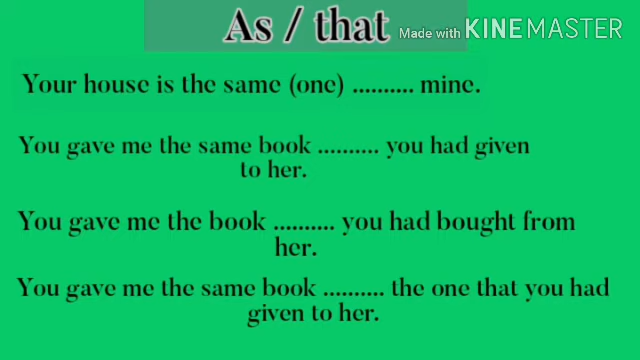 As / that
Made with KINEMASTER
Your house is the same (one) .......... mine.
You gave me the same book .......... you had given
to her.
You gave me the book .......... you had bought from
her.
You gave me the same book .......... the one that you had
given to her.